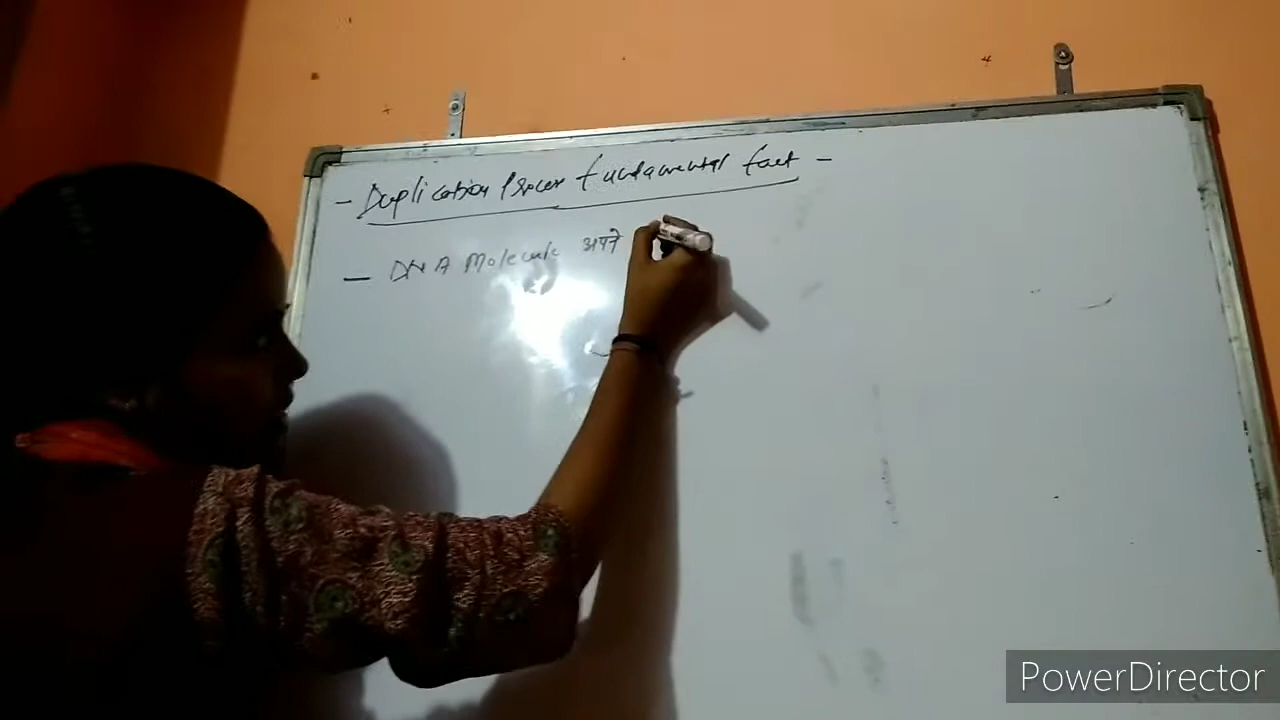 - Duplication Process fundamental fact -
- DNA Molecule अपने
PowerDirector